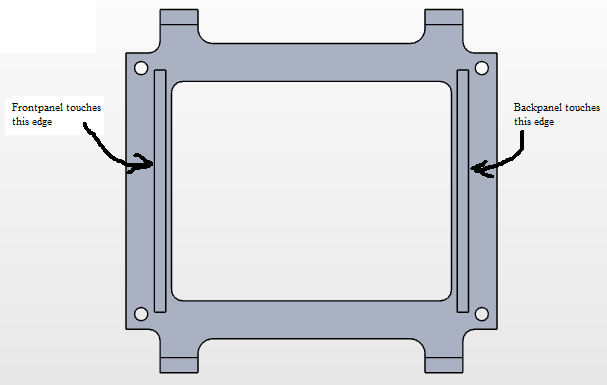 Frontpanel touches
this edge
Backpanel touches
this edge